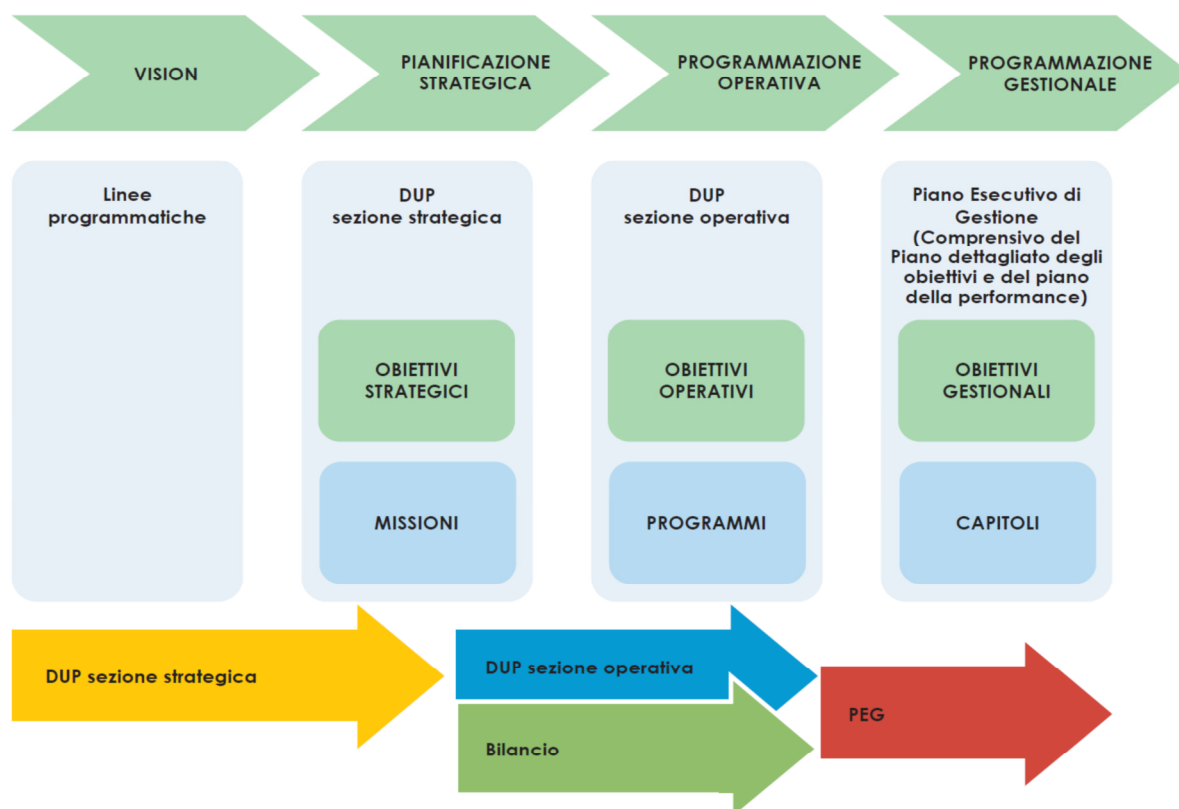 VISION
PIANIFICAZIONE
STRATEGICA
PROGRAMMAZIONE
OPERATIVA
PROGRAMMAZIONE
GESTIONALE
Linee
programmatiche
DUP
sezione strategica
DUP
sezione operativa
Piano Esecutivo di
Gestione
(Comprensivo del
Piano dettagliato degli
obiettivi e del piano
della performance)
OBIETTIVI
STRATEGICI
OBIETTIVI
OPERATIVI
OBIETTIVI
GESTIONALI
MISSIONI
PROGRAMMI
CAPITOLI
DUP sezione strategica
DUP sezione operativa
Bilancio
PEG